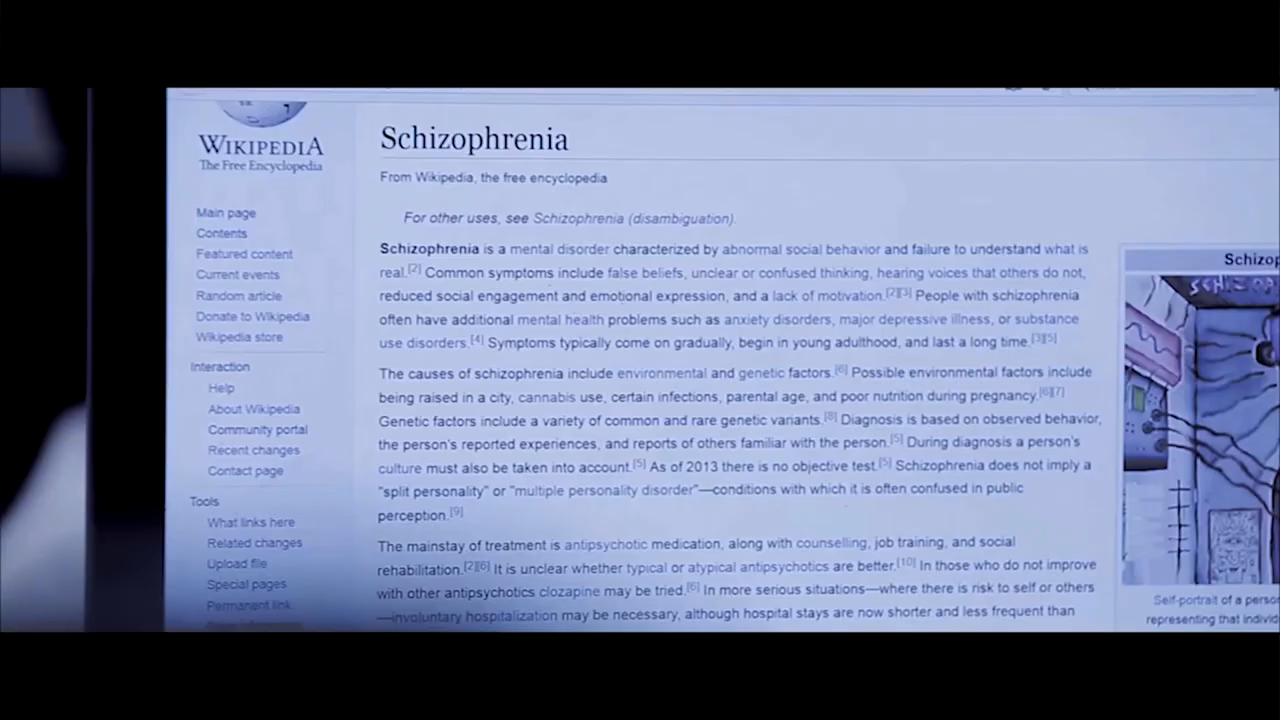 WIKIPEDIA
The Free Encyclopedia
Main page
Contents
Featured content
Current events
Random article
Donate to Wikipedia
Wikipedia store
Interaction
Help
About Wikipedia
Community portal
Recent changes
Contact page
Tools
What links here
Related changes
Upload file
Special pages
Permanent link
Schizophrenia
From Wikipedia, the free encyclopedia
For other uses, see Schizophrenia (disambiguation).
Schizophrenia is a mental disorder characterized by abnormal social behavior and failure to understand what is
real.[2] Common symptoms include false beliefs, unclear or confused thinking, hearing voices that others do not,
reduced social engagement and emotional expression, and a lack of motivation.[2][3] People with schizophrenia
often have additional mental health problems such as anxiety disorders, major depressive illness, or substance
use disorders.[4] Symptoms typically come on gradually, begin in young adulthood, and last a long time.[3][5]
The causes of schizophrenia include environmental and genetic factors.[6] Possible environmental factors include
being raised in a city, cannabis use, certain infections, parental age, and poor nutrition during pregnancy.[6][7]
Genetic factors include a variety of common and rare genetic variants.[8] Diagnosis is based on observed behavior,
the person's reported experiences, and reports of others familiar with the person.[5] During diagnosis a person's
culture must also be taken into account.[5] As of 2013 there is no objective test.[5] Schizophrenia does not imply a
"split personality" or "multiple personality disorder"—conditions with which it is often confused in public
perception.[9]
The mainstay of treatment is antipsychotic medication, along with counselling, job training, and social
rehabilitation.[2][6] It is unclear whether typical or atypical antipsychotics are better.[10] In those who do not improve
with other antipsychotics clozapine may be tried.[6] In more serious situations—where there is risk to self or others
—involuntary hospitalization may be necessary, although hospital stays are now shorter and less frequent than
Schizop
SCHIZOP
Self-portrait of a perso
representing that individ